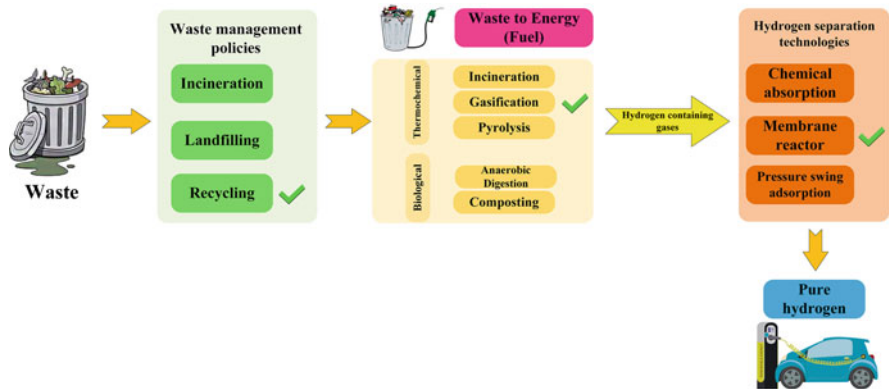 Waste
Waste management
policies
Incineration
Landfilling
Recycling
Waste to Energy
(Fuel)
Thermochemical
Incineration
Gasification
Pyrolysis
Biological
Anaerobic
Digestion
Composting
Hydrogen containing
gases
Hydrogen separation
technologies
Chemical
absorption
Membrane
reactor
Pressure swing
adsorption
Pure
hydrogen